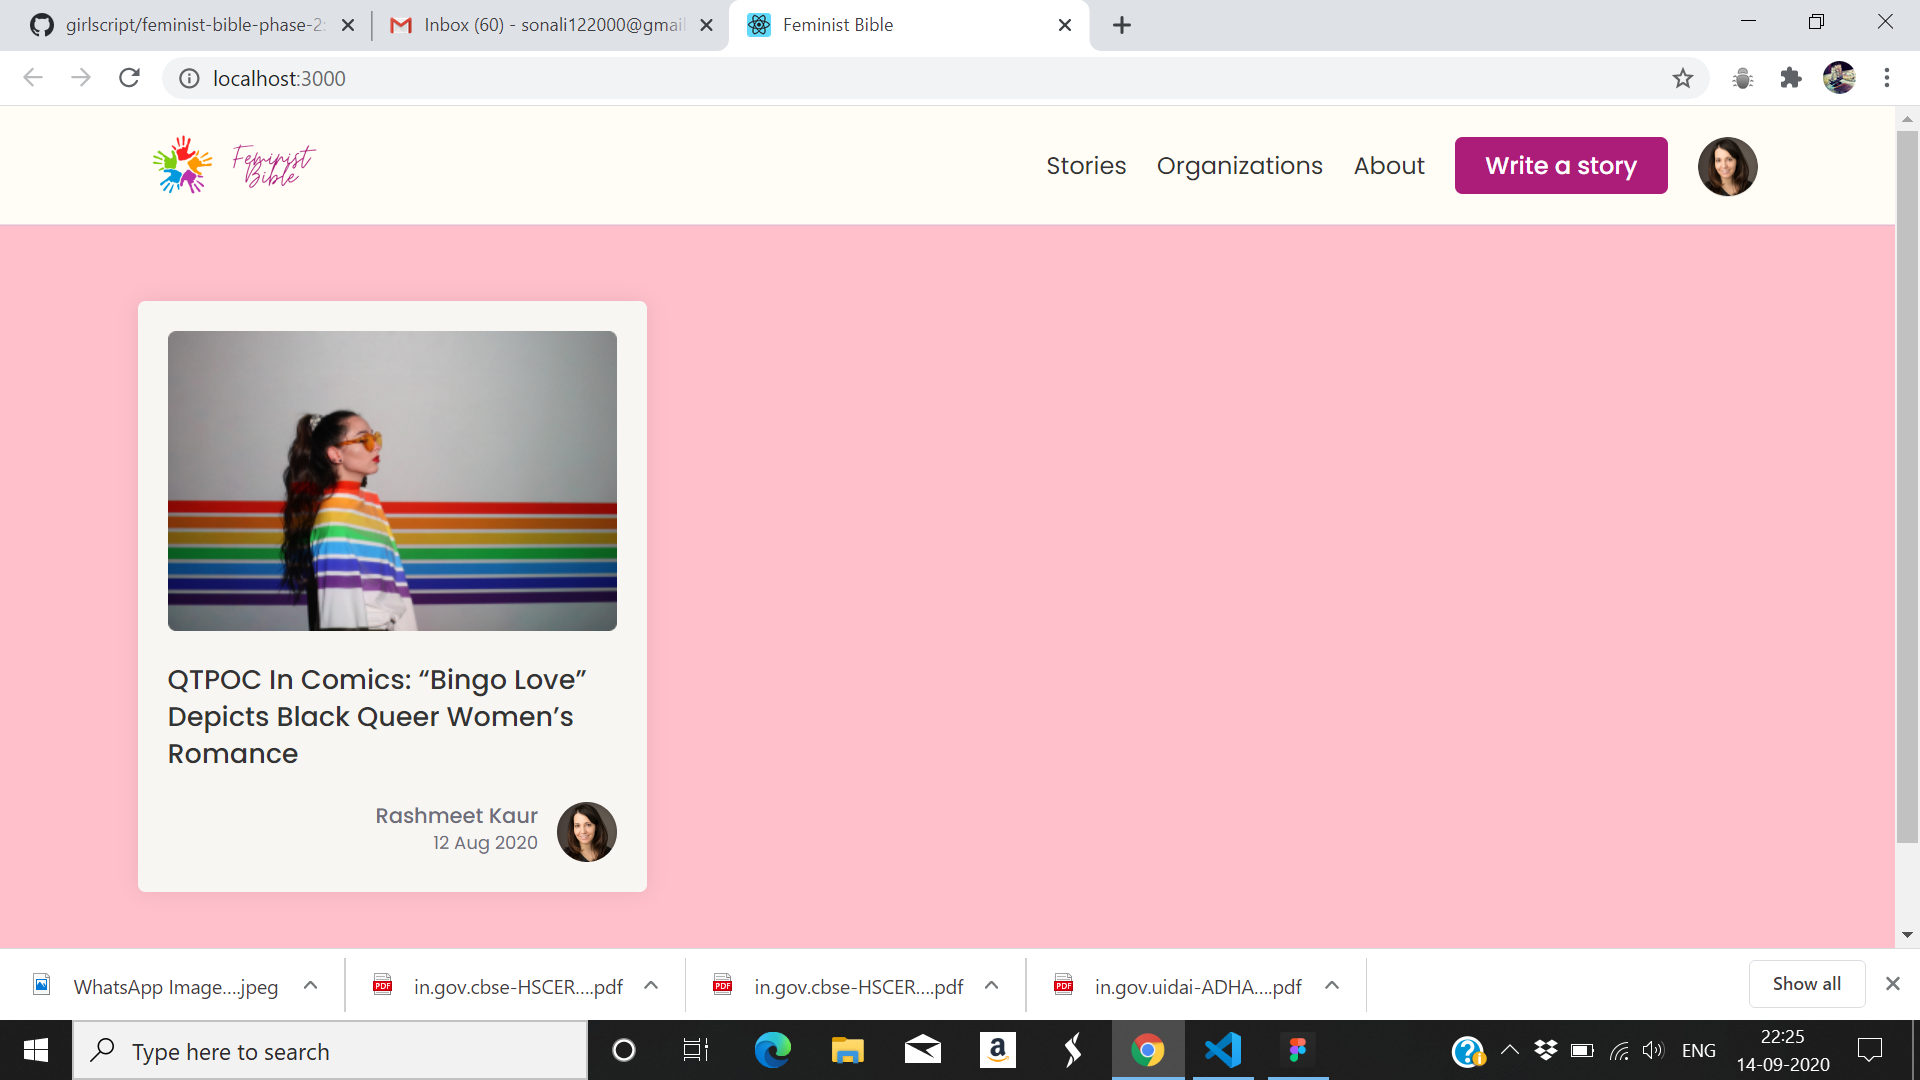 girlscript/feminist-bible-phase-2:
Inbox (60) - sonali122000@gmail
Feminist Bible
localhost:3000
Feminist
Bible
Stories
Organizations
About
Write a story
QTPOC In Comics: “Bingo Love”
Depicts Black Queer Women’s
Romance
Rashmeet Kaur
12 Aug 2020
WhatsApp Image....jpeg
in.gov.cbse-HSCER....pdf
in.gov.cbse-HSCER....pdf
in.gov.uidai-ADHA....pdf
Show all
Type here to search
ENG
22:25
14-09-2020